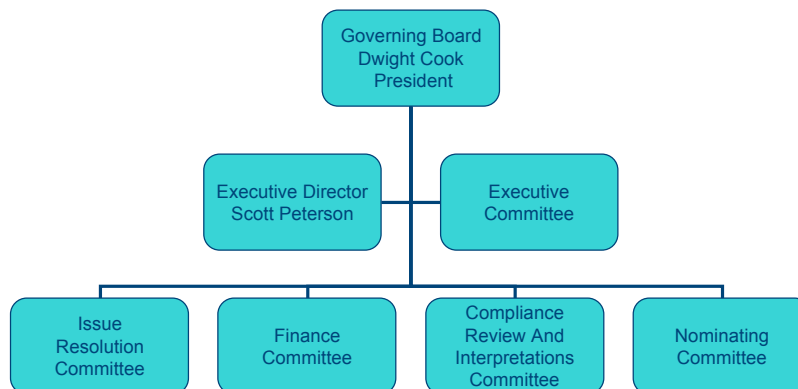 Governing Board
Dwight Cook
President
Executive Director
Scott Peterson
Executive
Committee
Issue
Resolution
Committee
Finance
Committee
Compliance
Review And
Interpretations
Committee
Nominating
Committee